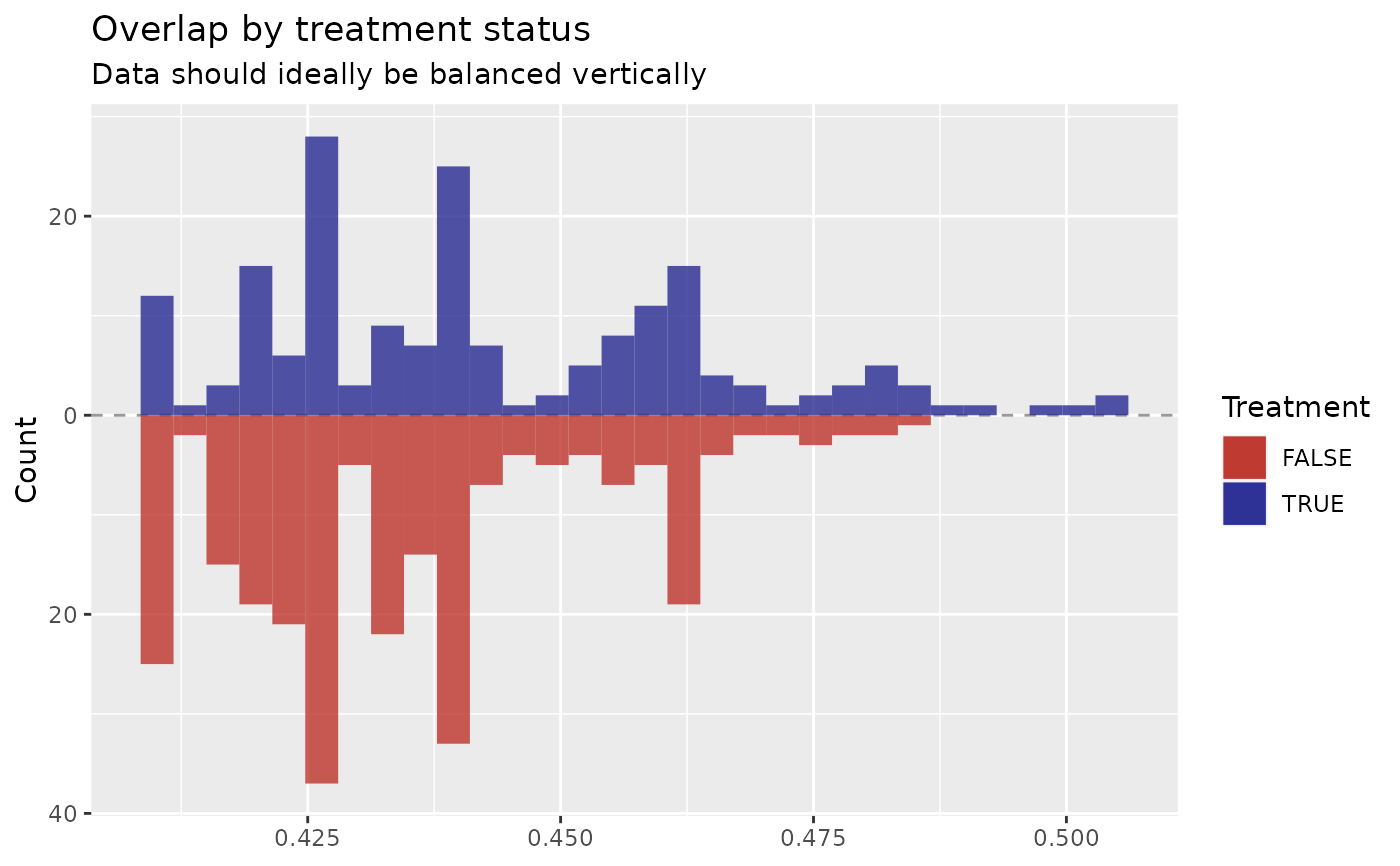 Overlap by treatment status
Data should ideally be balanced vertically
20
0
20
40
Count
0.425
0.450
0.475
0.500
Treatment
FALSE
TRUE